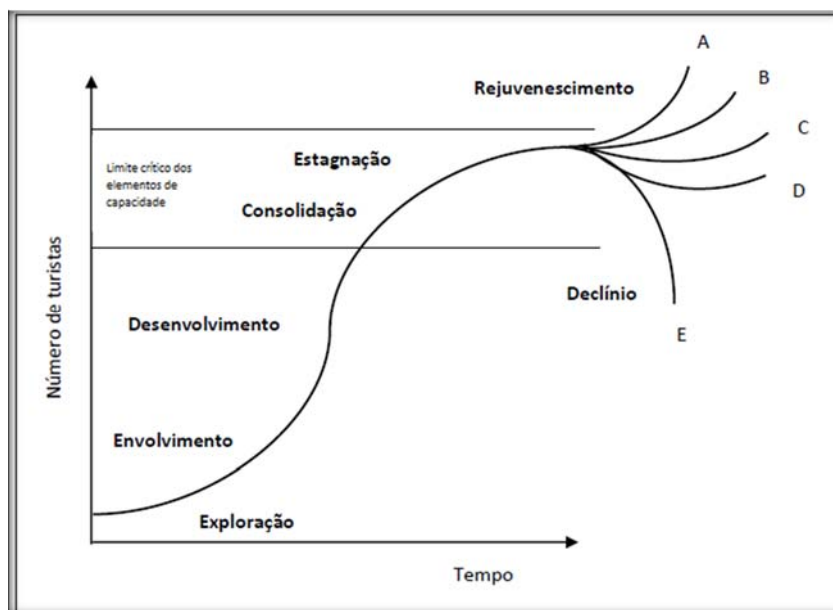 A
Rejuvenescimento
B
C
Estagnação
Limite crítico dos
elementos de
capacidade
D
Consolidação
Número de turistas
Declínio
Desenvolvimento
E
Envolvimento
Exploração
Tempo